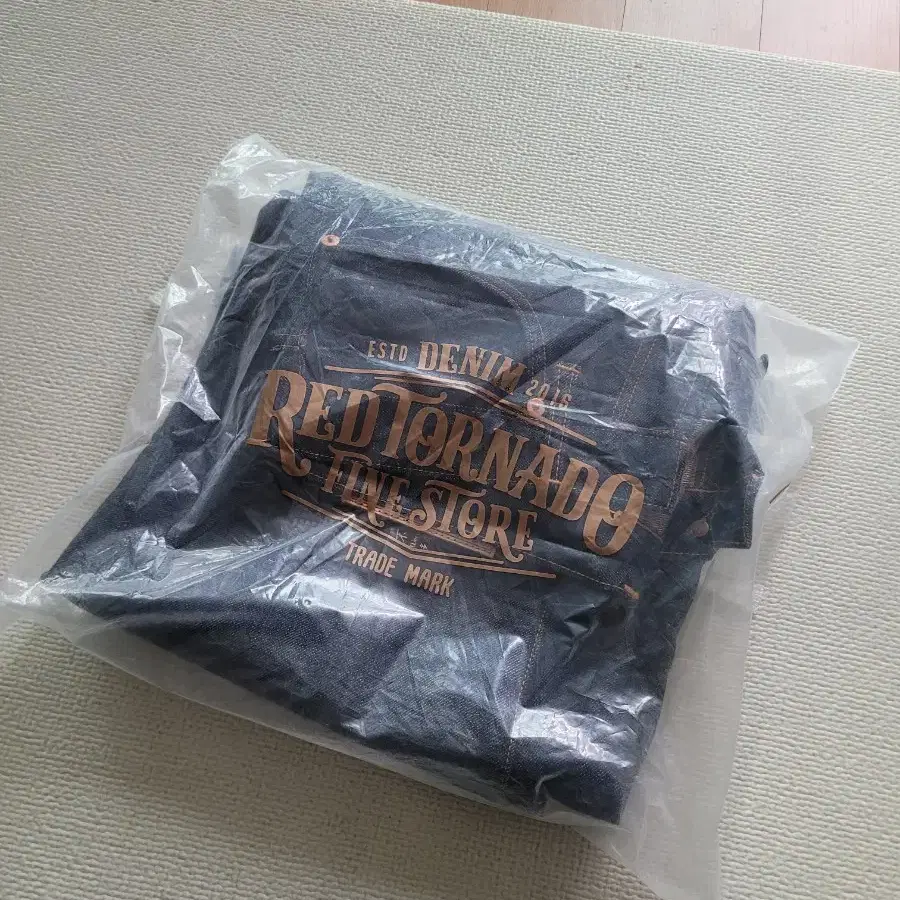 ESTD DENIM 2016
RED TORNADO
FINE STORE
TRADE MARK